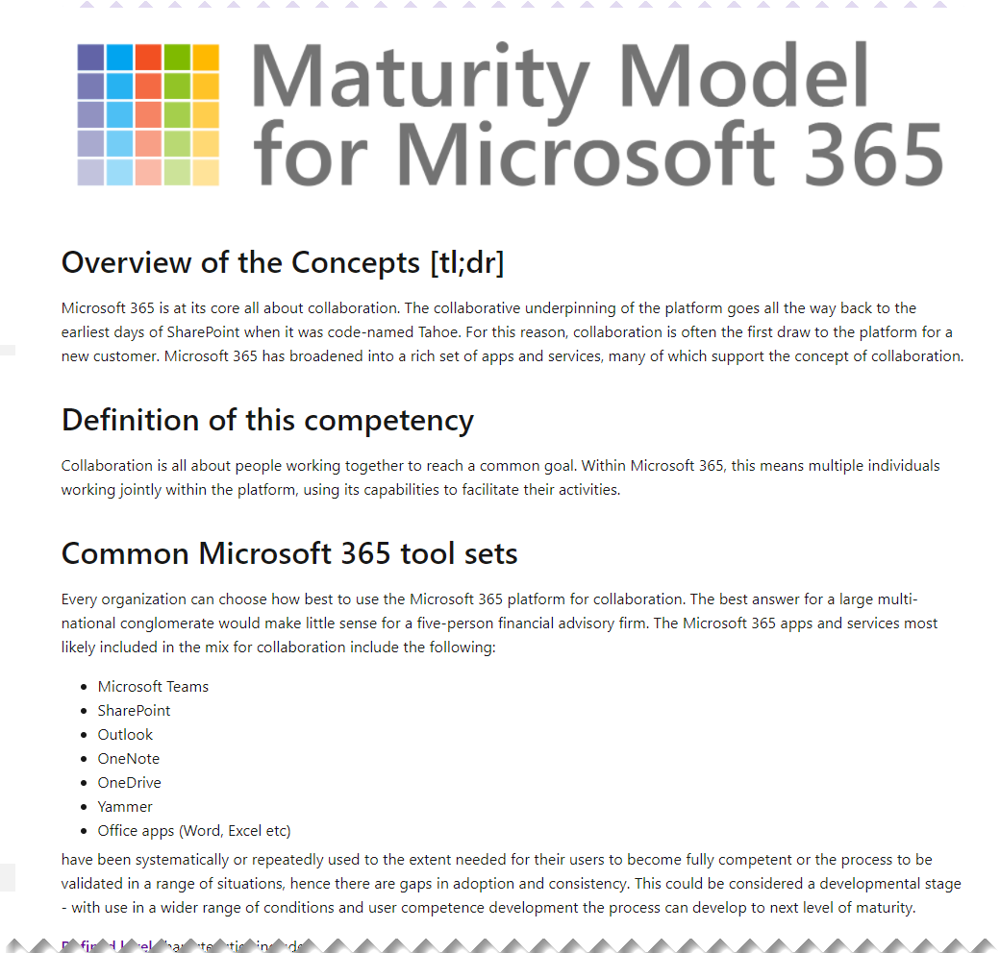 Maturity Model
for Microsoft 365
Overview of the Concepts [tl;dr]
Microsoft 365 is at its core all about collaboration. The collaborative underpinning of the platform goes all the way back to the
earliest days of SharePoint when it was code-named Tahoe. For this reason, collaboration is often the first draw to the platform for a
new customer. Microsoft 365 has broadened into a rich set of apps and services, many of which support the concept of collaboration.
Definition of this competency
Collaboration is all about people working together to reach a common goal. Within Microsoft 365, this means multiple individuals
working jointly within the platform, using its capabilities to facilitate their activities.
Common Microsoft 365 tool sets
Every organization can choose how best to use the Microsoft 365 platform for collaboration. The best answer for a large multi-
national conglomerate would make little sense for a five-person financial advisory firm. The Microsoft 365 apps and services most
likely included in the mix for collaboration include the following:
• Microsoft Teams
• SharePoint
• Outlook
• OneNote
• OneDrive
• Yammer
• Office apps (Word, Excel etc)
have been systematically or repeatedly used to the extent needed for their users to become fully competent or the process to be
validated in a range of situations, hence there are gaps in adoption and consistency. This could be considered a developmental stage
- with use in a wider range of conditions and user competence development the process can develop to next level of maturity.